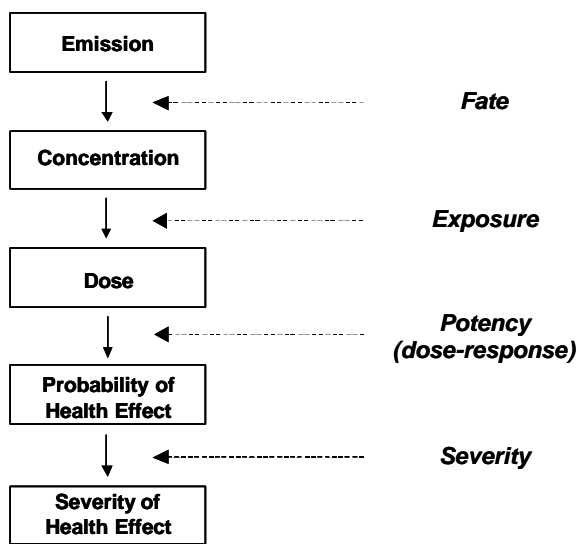 Emission
Fate
Concentration
Exposure
Dose
Potency
(dose-response)
Probability of
Health Effect
Severity
Severity of
Health Effect